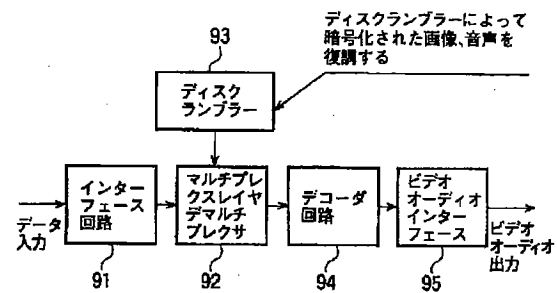 ディスクランブラーによって
暗号化された画像、音声を
復調する
93
ディスク
ランブラー
インター
フェース
回路
マルチプレ
クスレイヤ
デマルチ
プレクサ
デコーダ
回路
ビデオ
オーディオ
インター
フェース
データ
入力
ビデオ
オーディオ
出力
91
92
94
95